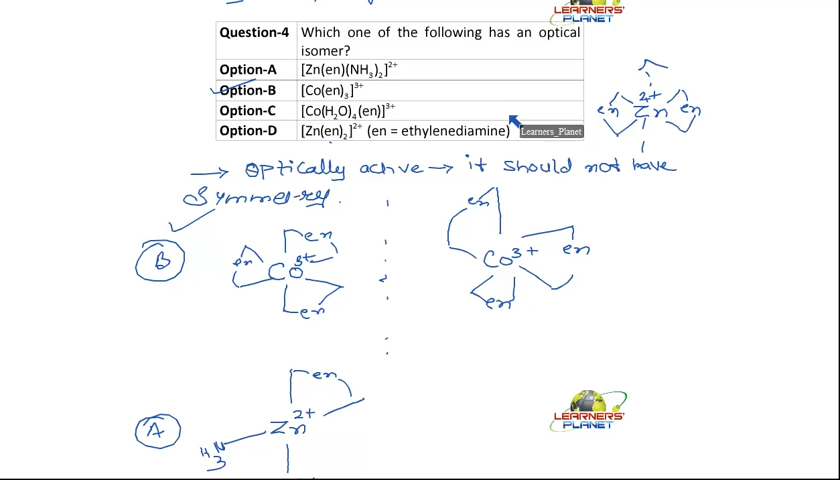 LEARNERS'
PLANET
Question-4 Which one of the following has an optical
isomer?
Option-A [Zn(en)(NH₃)₂]²⁺
Option-B [Co(en)₃]³⁺
Option-C [Co(H₂O)₄(en)]³⁺
Option-D [Zn(en)₂]²⁺ (en = ethylenediamine)
Learners_Planet
en Zn 2+ en
→ Optically active → it should not have
Symmetry.
B
en
en
Co 3+
en
en
Co 3+
en
en
A
en
Zn 2+
H3N
LEARNERS'
PLANET